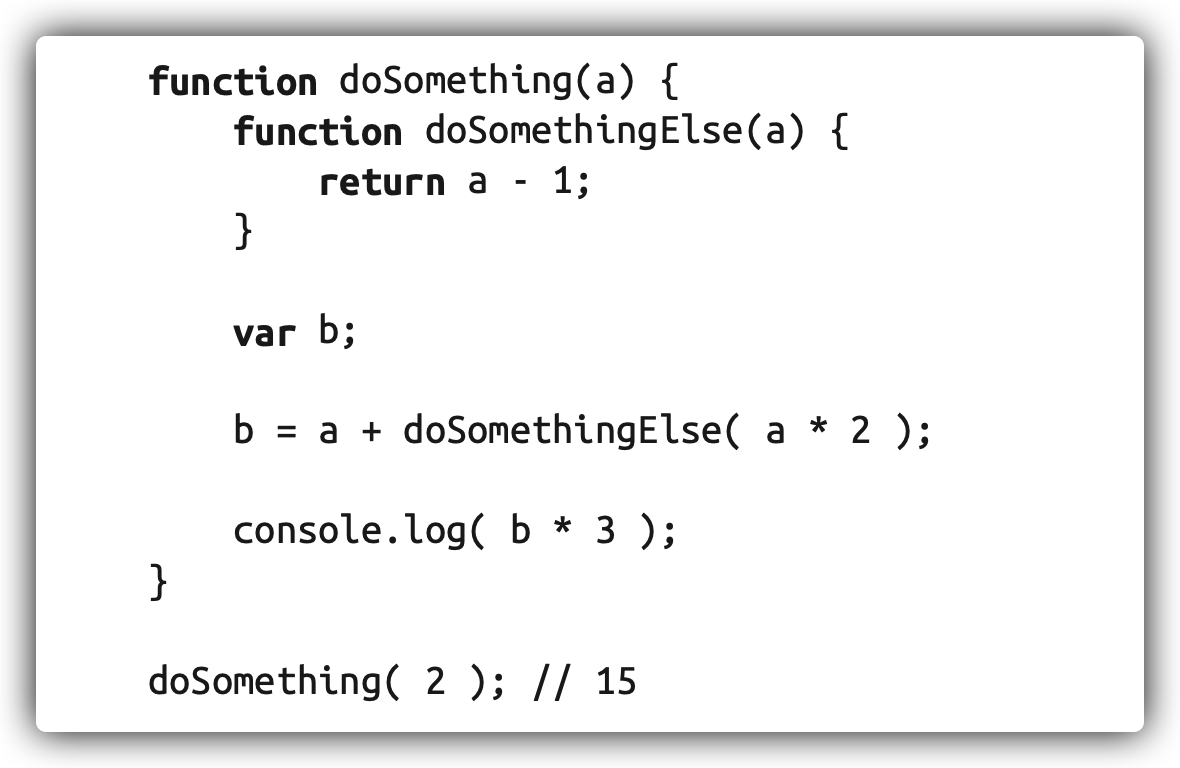 function doSomething(a) {
    function doSomethingElse(a) {
        return a - 1;
    }

    var b;

    b = a + doSomethingElse( a * 2 );

    console.log( b * 3 );
}

doSomething( 2 ); // 15